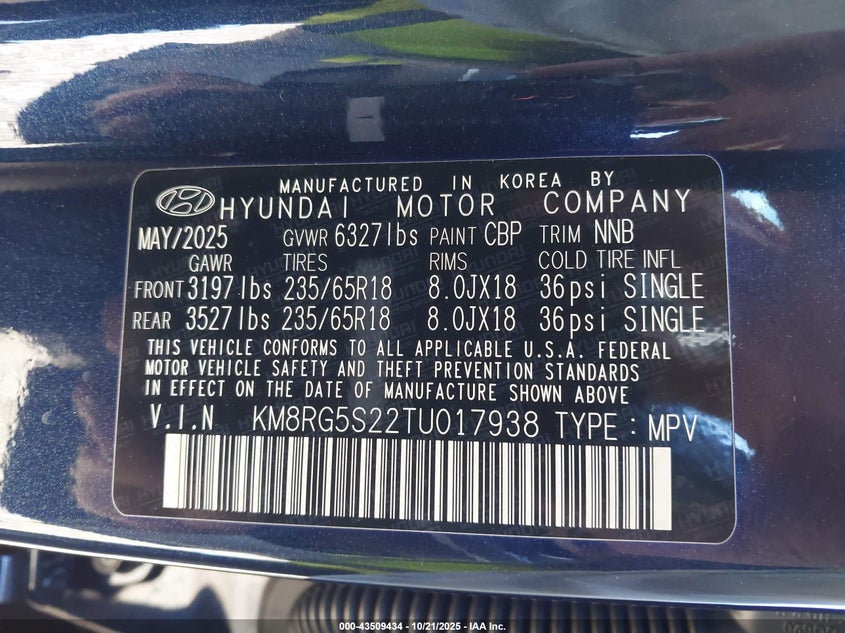 MANUFACTURED IN KOREA BY
HYUNDAI MOTOR COMPANY
MAY/2025 GVWR 6327lbs PAINT CBP TRIM NNB
GAWR TIRES RIMS COLD TIRE INFL
FRONT 3197lbs 235/65R18 8.0JX18 36psi SINGLE
REAR 3527lbs 235/65R18 8.0JX18 36psi SINGLE
THIS VEHICLE CONFORMS TO ALL APPLICABLE U.S.A. FEDERAL
MOTOR VEHICLE SAFETY AND THEFT PREVENTION STANDARDS
IN EFFECT ON THE DATE OF MANUFACTURE SHOWN ABOVE
V.I.N KM8RG5S22TU017938 TYPE : MPV
000-43509434 - 10/21/2025 - IAA Inc.